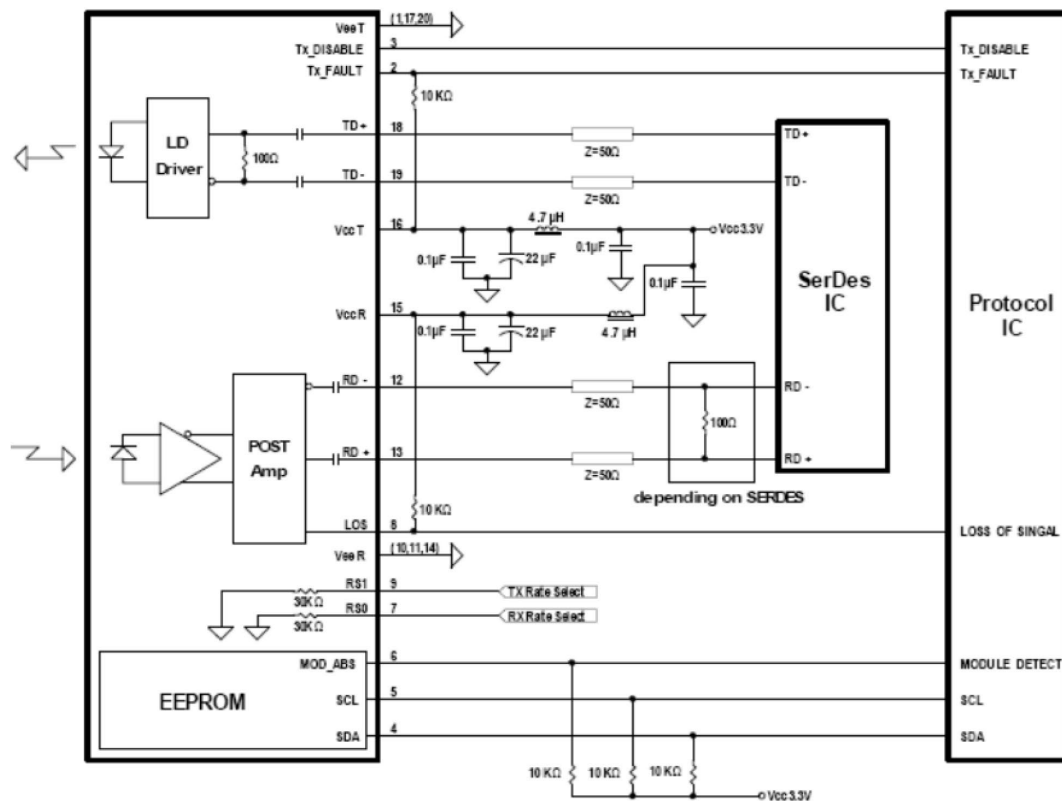 VeeT (1,17,20)
Tx_DISABLE 3 Tx_DISABLE
Tx_FAULT 2 Tx_FAULT
10 KΩ
LD
Driver
100Ω
TD+ 18 TD+
Z=50Ω
TD - 19 TD-
Z=50Ω
VccT 16
4.7 µH
Vcc3.3V
0.1µF
22 µF
0.1µF
0.1µF
SerDes
IC
Protocol
IC
VccR 15
0.1µF
22 µF
4.7 µH
RD - 12 RD -
Z=50Ω
100Ω
POST
Amp
RD + 13 RD +
Z=50Ω
depending on SERDES
10 KΩ
LOS 8 LOSS OF SINGAL
VeeR (10,11,14)
RS1 9 TX Rate Select
30KΩ
RS0 7 RX Rate Select
30KΩ
MOD_ABS 6 MODULE DETECT
EEPROM
SCL 5 SCL
SDA 4 SDA
10 KΩ 10 KΩ 10 KΩ
Vcc3.3V